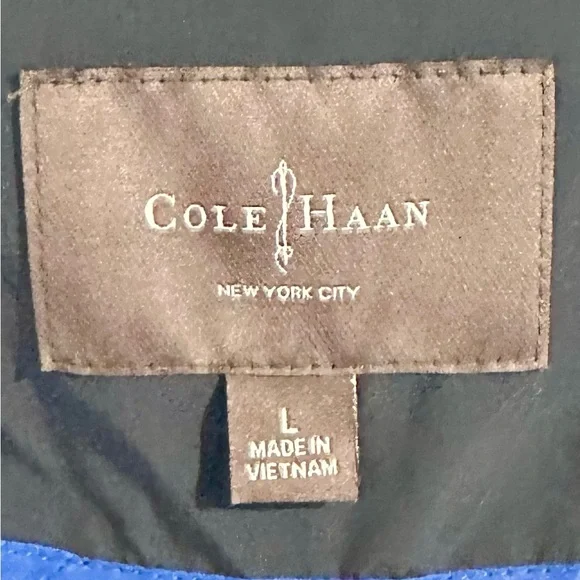 COLE HAAN
NEW YORK CITY
L
MADE IN
VIETNAM